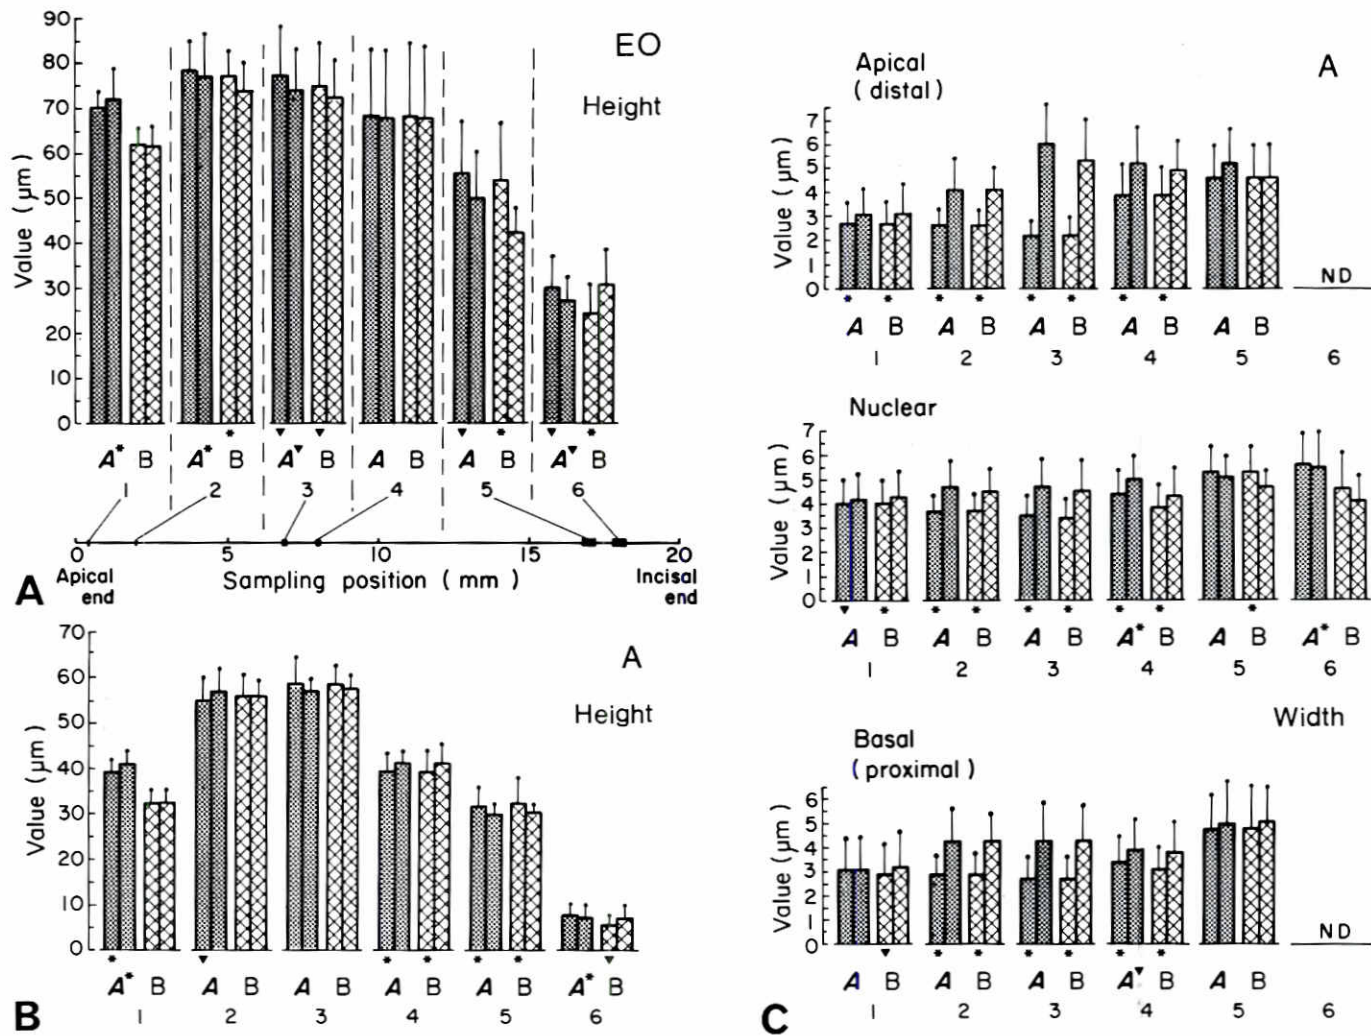 EO
Height
Value (µm)
90
80
70
60
50
40
30
20
10
0
* ▼ ▼ ▼ * ▼ *
A* B A* B A▼ B A B A B A▼ B
1 2 3 4 5 6
0 5 10 15 20
Apical end
Sampling position (mm)
Incisal end
A
A
Height
Value (µm)
70
60
50
40
30
20
10
0
* ▼ * * * * ▼
A* B A B A B A B A B A* B
1 2 3 4 5 6
B
Apical
(distal)
A
Value (µm)
7
6
5
4
3
2
1
0
ND
* * * * * * * *
A B A B A B A B A B
1 2 3 4 5 6
Nuclear
Value (µm)
7
6
5
4
3
2
1
0
▼ * * * * * * * *
A B A B A B A* B A B A* B
1 2 3 4 5 6
Width
Basal
(proximal)
Value (µm)
6
5
4
3
2
1
0
ND
▼ * * * * * *
A B A B A B A▼ B A B
1 2 3 4 5 6
C